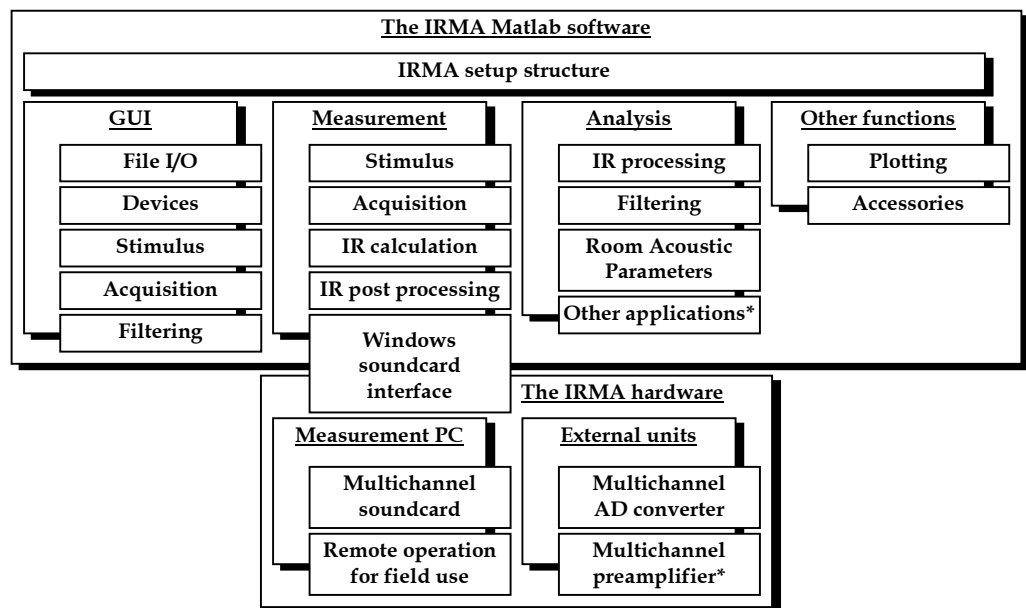 The IRMA Matlab software
IRMA setup structure
GUI
File I/O
Devices
Stimulus
Acquisition
Filtering
Measurement
Stimulus
Acquisition
IR calculation
IR post processing
Windows
soundcard
interface
Analysis
IR processing
Filtering
Room Acoustic
Parameters
Other applications*
Other functions
Plotting
Accessories
The IRMA hardware
Measurement PC
Multichannel
soundcard
Remote operation
for field use
External units
Multichannel
AD converter
Multichannel
preamplifier*